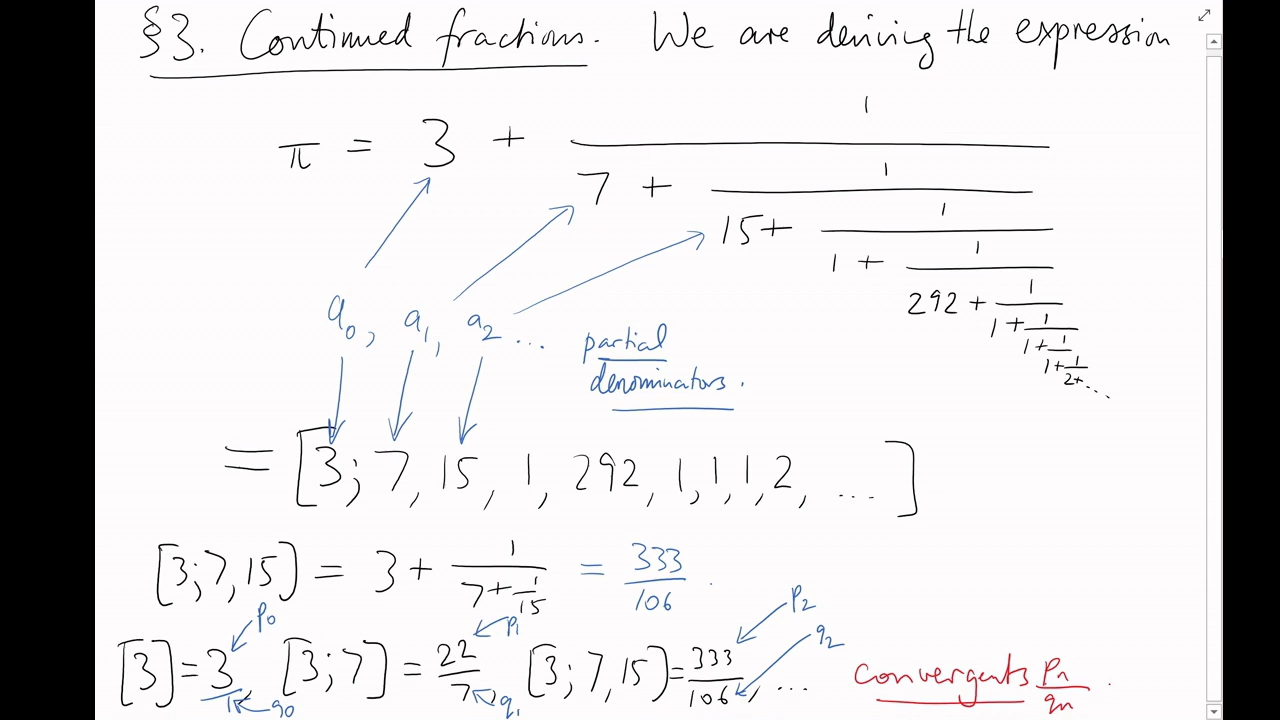 §3. Continued fractions. We are deriving the expression
π = 3 + 1
7 + 1
15+ 1
1 + 1
292 + 1
1 + 1
1 + 1
1 + 1
2+...
a0, a1, a2 ...
partial
denominators.
= [3; 7, 15, 1, 292, 1, 1, 1, 2, ... ]
[3; 7, 15] = 3 + 1/(7 + 1/15) = 333/106.
p0 p1 p2 q2
[3] = 3/1, [3; 7] = 22/7 [3; 7, 15] = 333/106, ... convergents pn/qn.
q0 q1